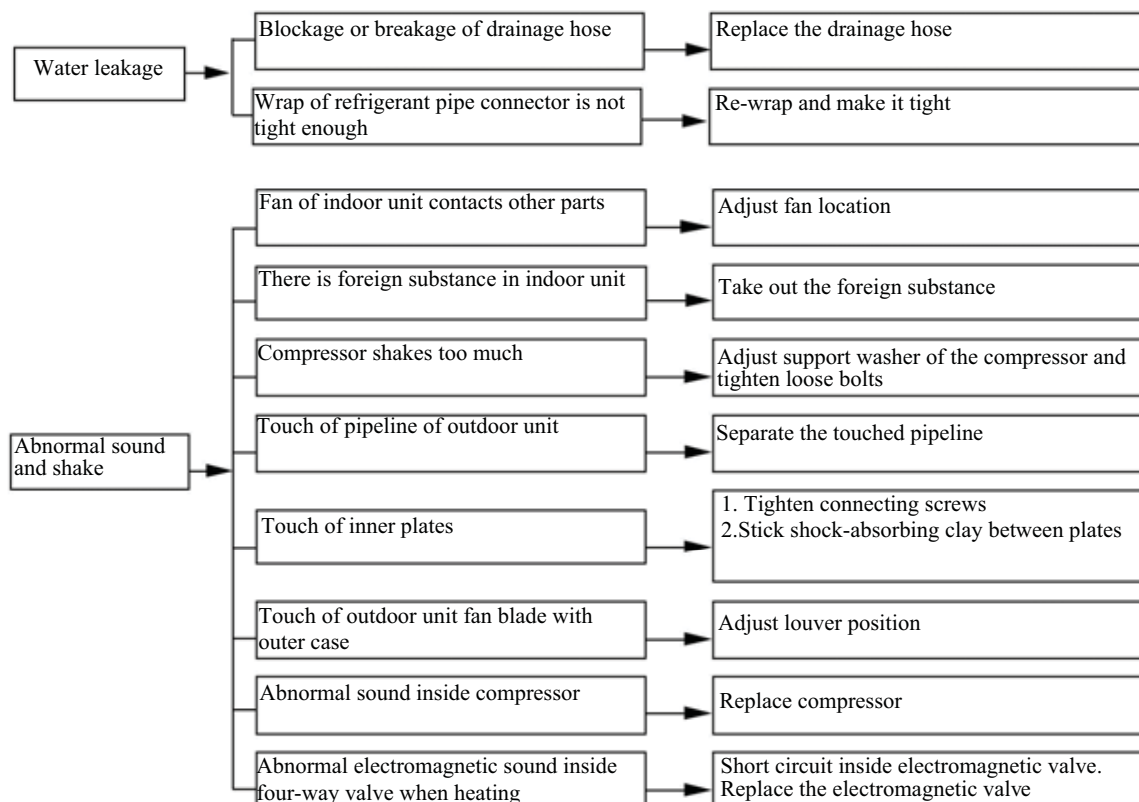 Water leakage
Blockage or breakage of drainage hose
Replace the drainage hose
Wrap of refrigerant pipe connector is not
tight enough
Re-wrap and make it tight
Abnormal sound
and shake
Fan of indoor unit contacts other parts
Adjust fan location
There is foreign substance in indoor unit
Take out the foreign substance
Compressor shakes too much
Adjust support washer of the compressor and
tighten loose bolts
Touch of pipeline of outdoor unit
Separate the touched pipeline
Touch of inner plates
1. Tighten connecting screws
2.Stick shock-absorbing clay between plates
Touch of outdoor unit fan blade with
outer case
Adjust louver position
Abnormal sound inside compressor
Replace compressor
Abnormal electromagnetic sound inside
four-way valve when heating
Short circuit inside electromagnetic valve.
Replace the electromagnetic valve